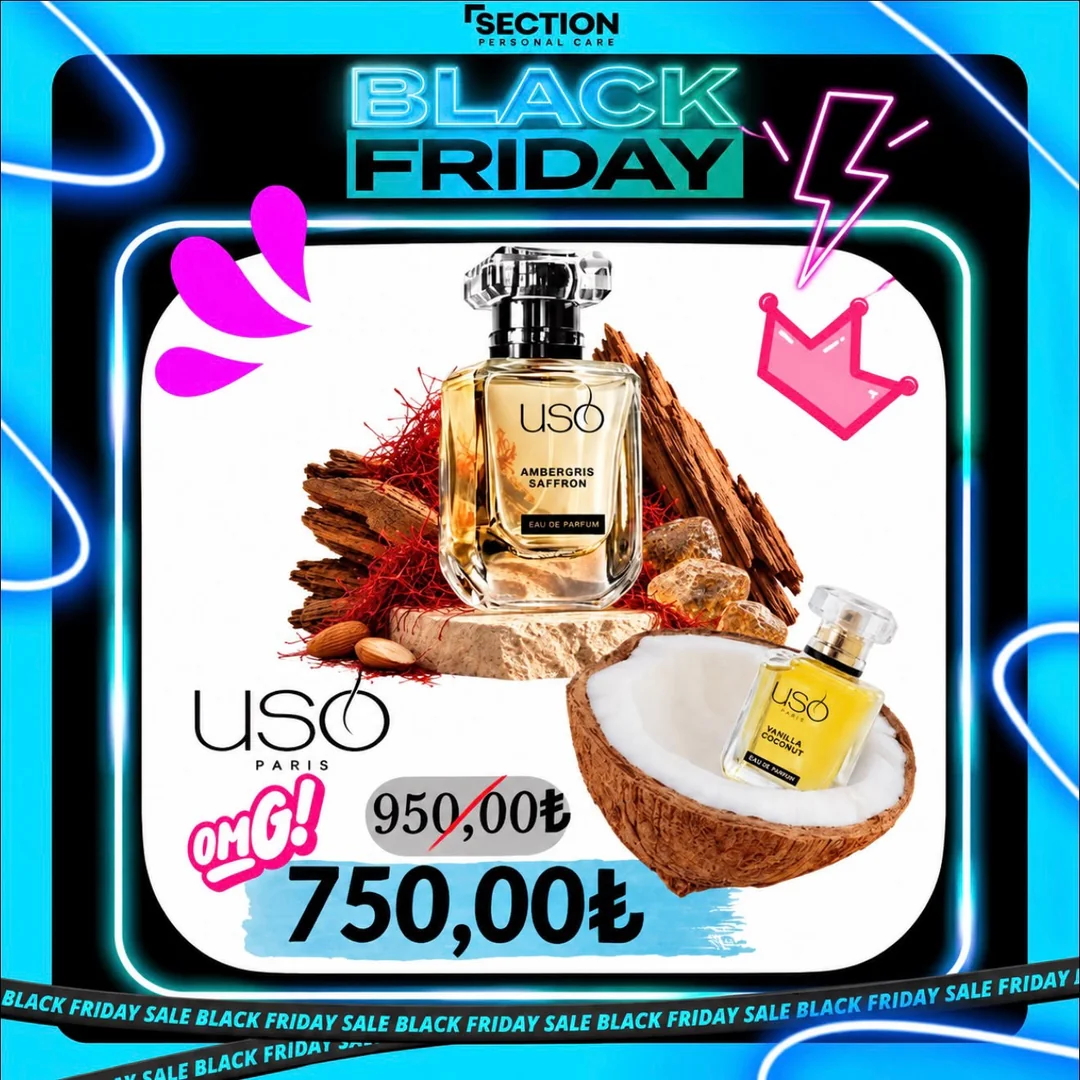 SECTION
PERSONAL CARE
BLACK
FRIDAY
USO
AMBERGRIS
SAFFRON
EAU DE PARFUM
USO
PARIS
VANILLA
COCONUT
EAU DE PARFUM
USO
PARIS
OMG!
950,00₺
750,00₺
BLACK FRIDAY SALE BLACK FRIDAY SALE BLACK FRIDAY SALE BLACK FRIDAY SALE BLACK FRIDAY SALE FRIDAY
SALE BLACK FRIDAY